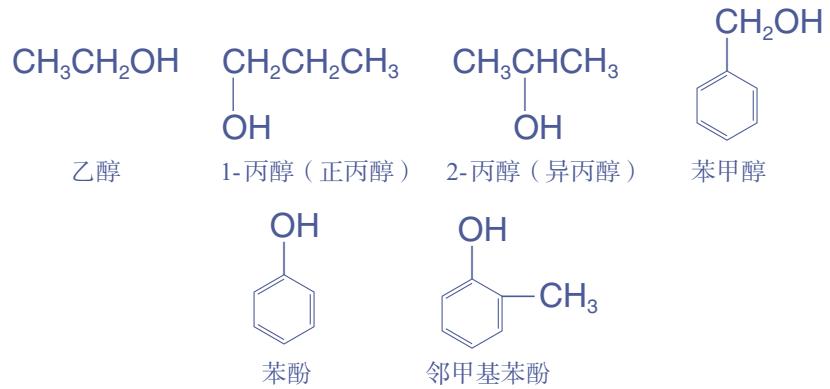 CH₂OH
CH₃CH₂OH CH₂CH₂CH₃ CH₃CHCH₃
OH OH
乙醇 1-丙醇（正丙醇） 2-丙醇（异丙醇） 苯甲醇
OH OH
CH₃
苯酚 邻甲基苯酚